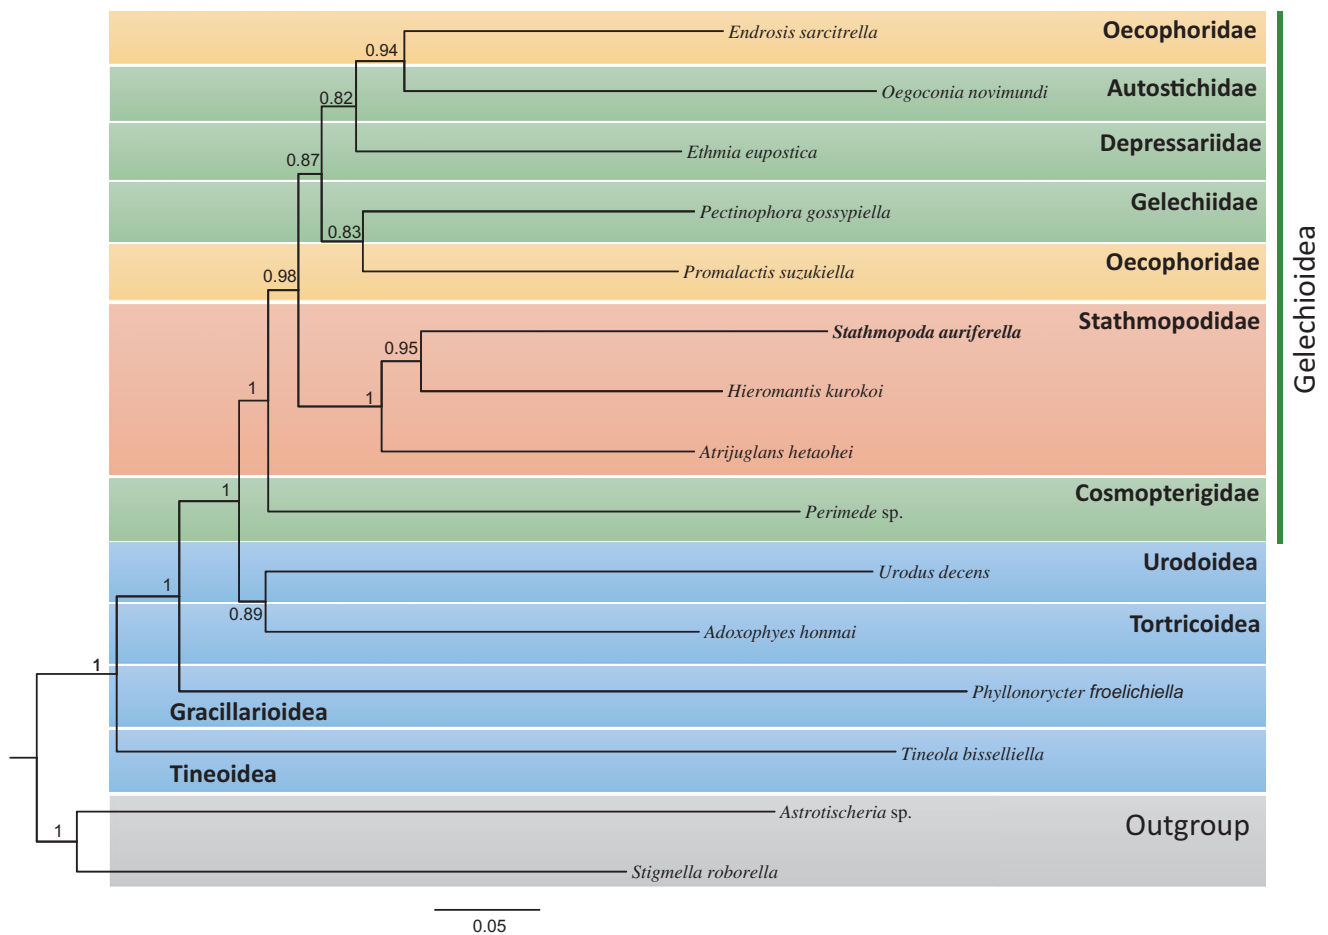 Endrosis sarcitrella
Oecophoridae
0.94
Oegoconia novimundi
Autostichidae
0.82
Ethmia eupostica
Depressariidae
0.87
Pectinophora gossypiella
Gelechiidae
0.83
Promalactis suzukiella
Oecophoridae
0.98
Stathmopoda auriferella
Stathmopodidae
0.95
Hieromantis kurokoi
1
1
Atrijuglans hetaohei
Perimede sp.
Cosmopterigidae
Gelechioidea
1
Urodus decens
Urodoidea
1
0.89
Adoxophyes honmai
Tortricoidea
1
Phyllonorycter froelichiella
Gracillarioidea
Tineola bisselliella
Tineoidea
Astrotischeria sp.
Outgroup
1
Stigmella roborella
0.05